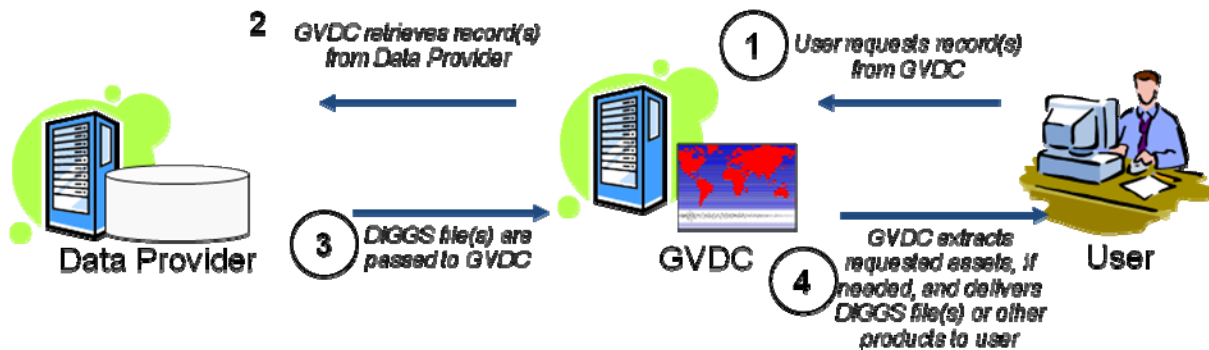 2
GVDC retrieves record(s)
from Data Provider
1
User requests record(s)
from GVDC
3
DIGGS file(s) are
passed to GVDC
4
GVDC extracts
requested assets, if
needed, and delivers
DIGGS file(s) or other
products to user
Data Provider
GVDC
User